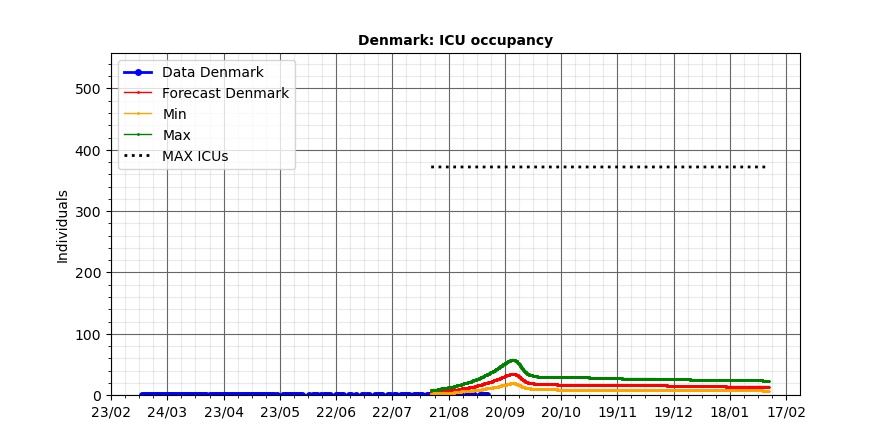 Denmark: ICU occupancy
Data Denmark
Forecast Denmark
Min
Max
MAX ICUs
Individuals
500
400
300
200
100
0
23/02 24/03 23/04 23/05 22/06 22/07 21/08 20/09 20/10 19/11 19/12 18/01 17/02